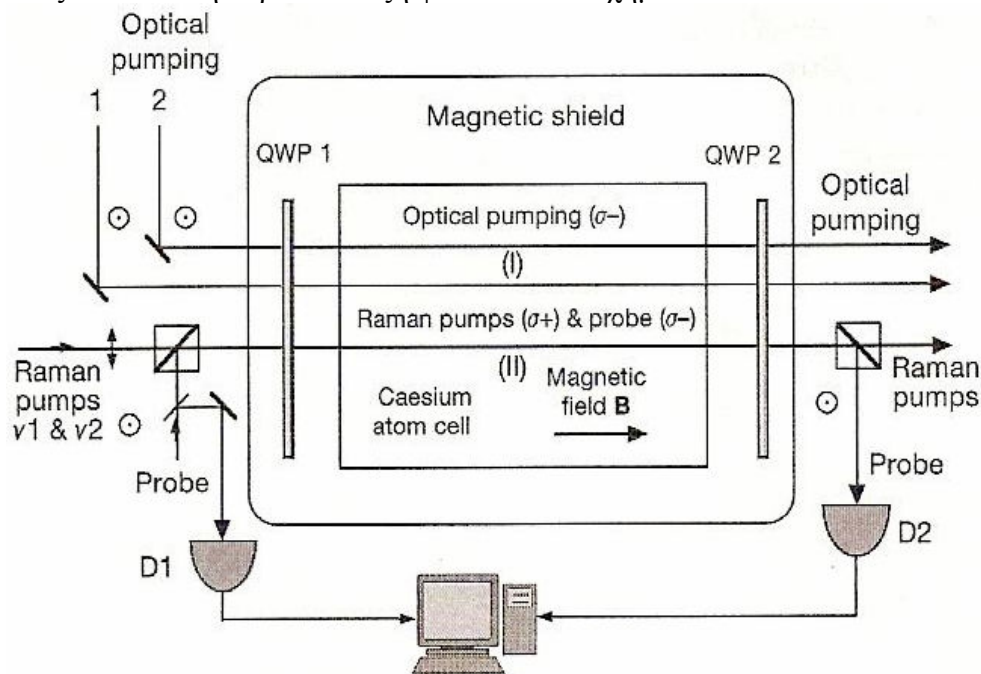 Optical
pumping
1
2
Magnetic shield
QWP 1
QWP 2
Optical pumping (σ−)
(I)
Optical
pumping
Raman pumps (σ+) & probe (σ−)
(II)
Raman
pumps
ν1 & ν2
Raman
pumps
Magnetic
field B
Caesium
atom cell
Probe
Probe
D1
D2